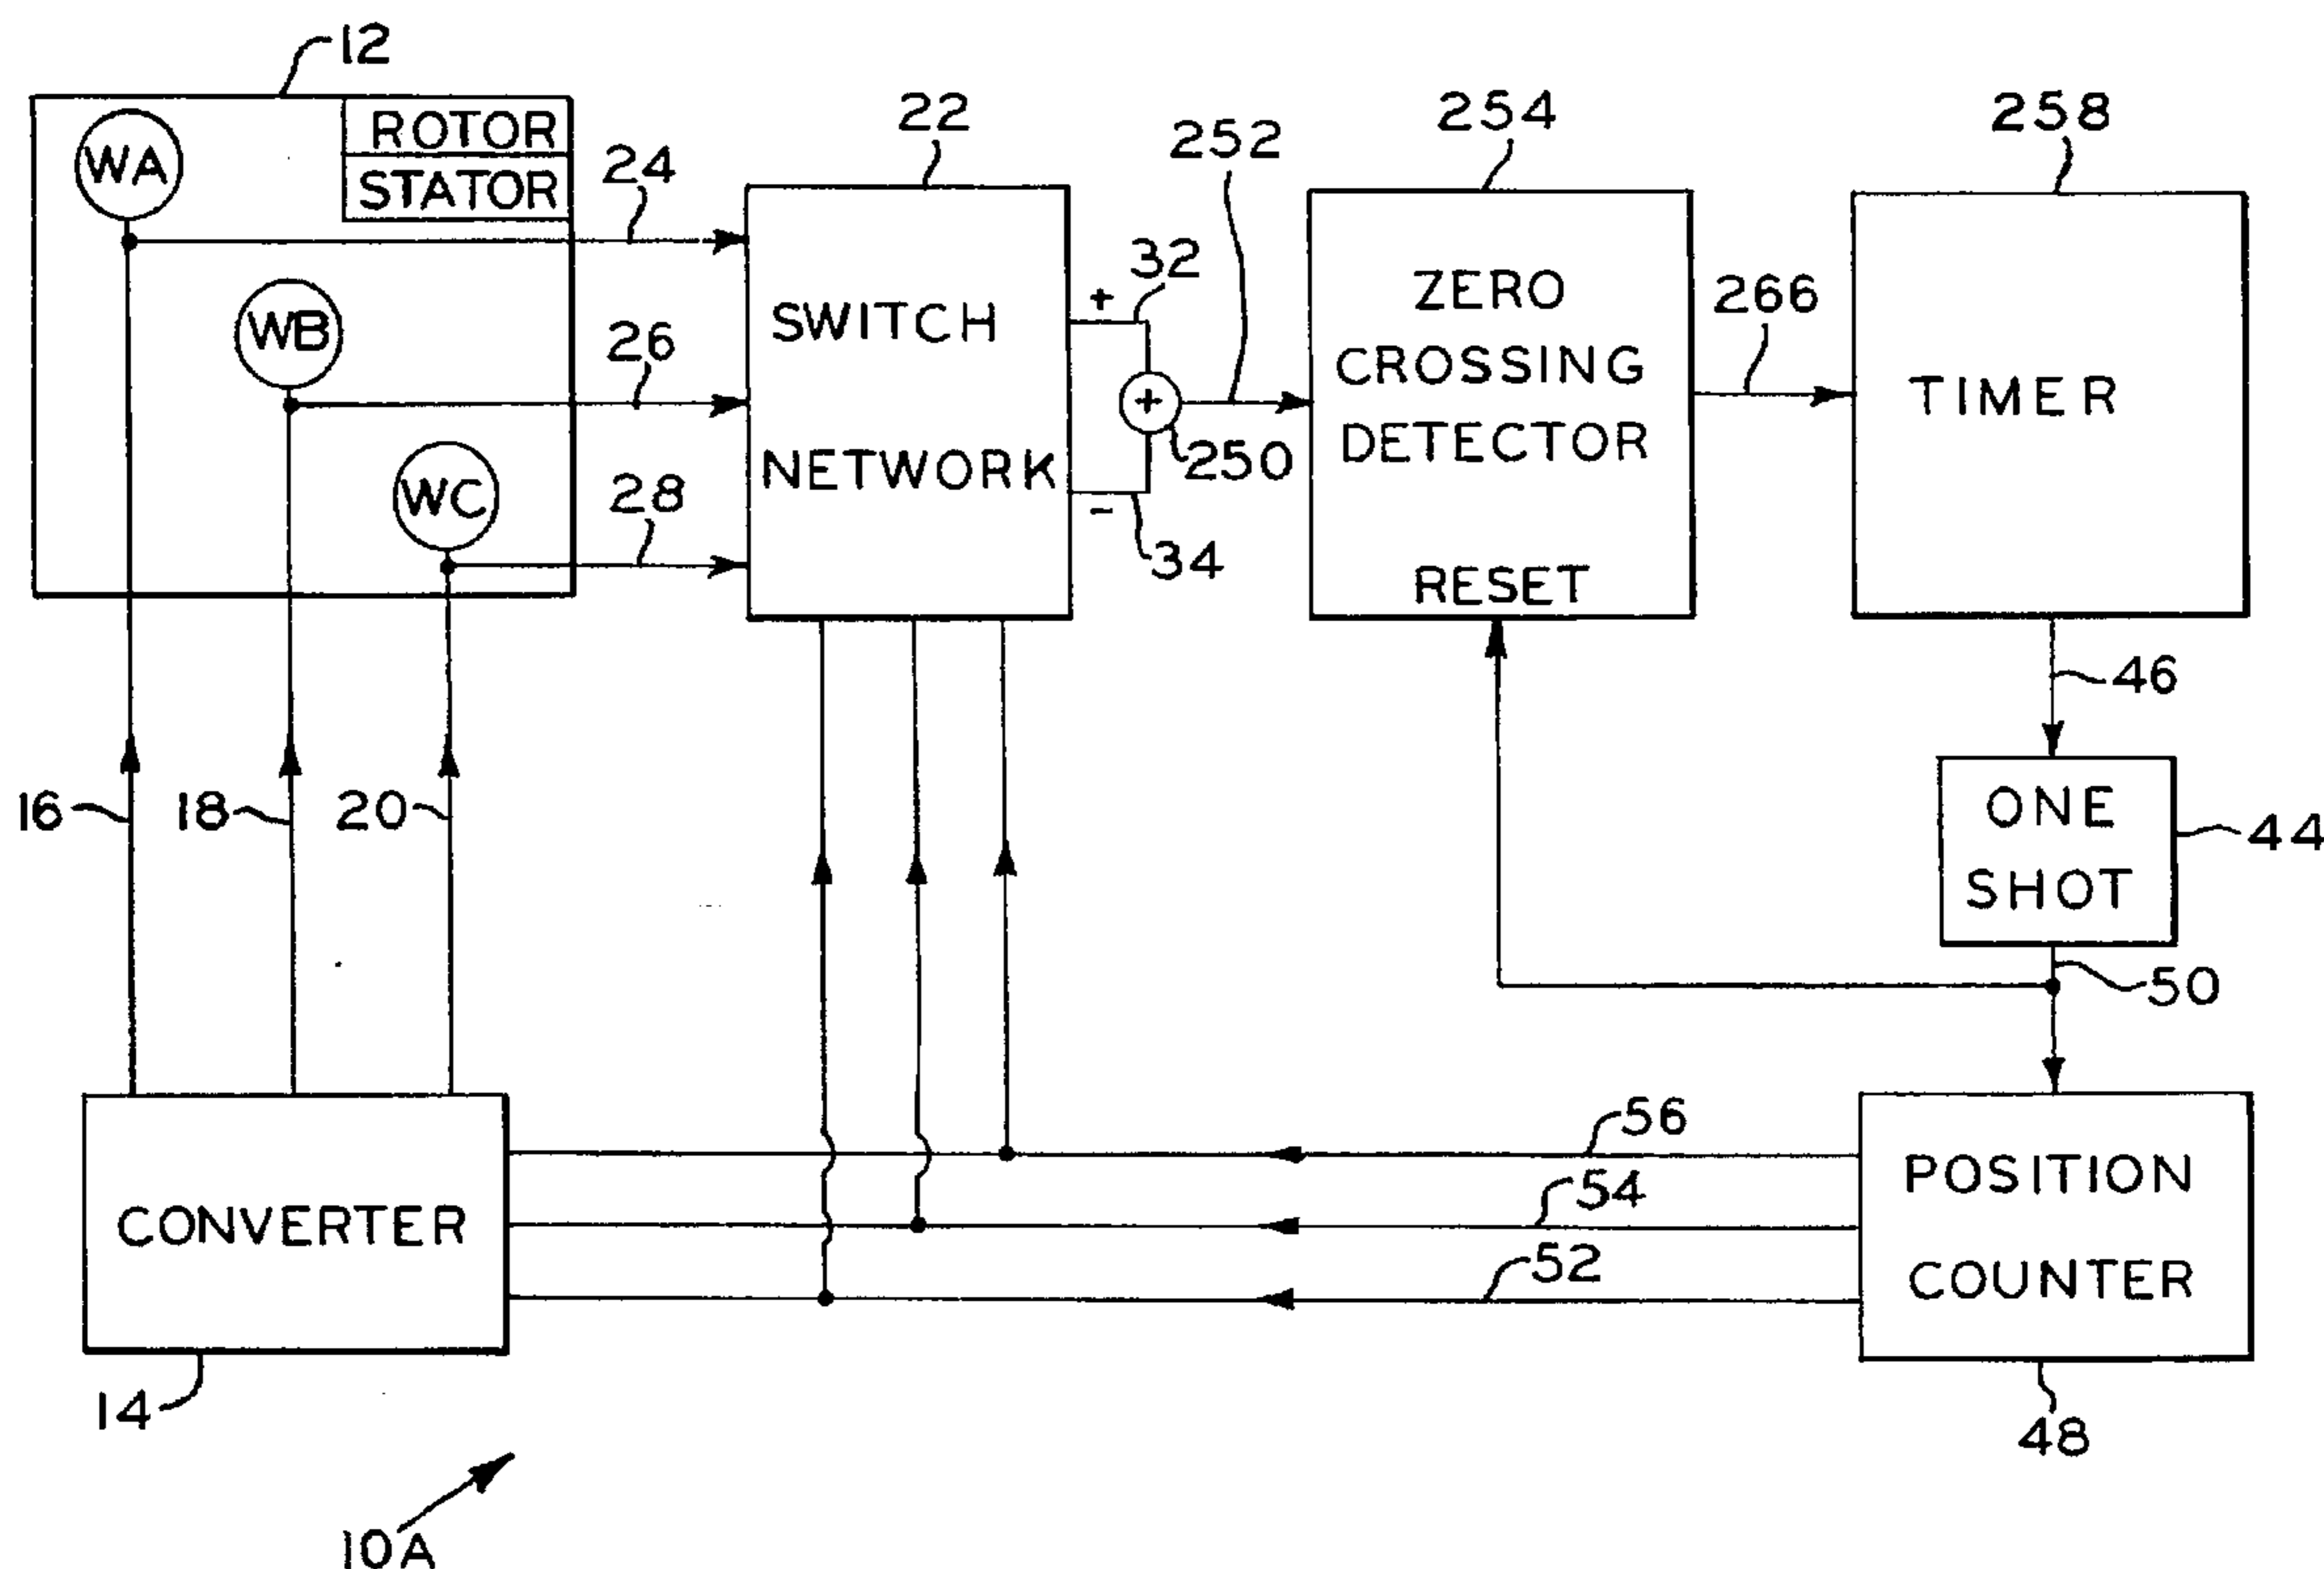 12
WA
ROTOR
STATOR
24
WB
26
WC
28
22
SWITCH
NETWORK
+
32
+
252
250
-
34
254
ZERO
CROSSING
DETECTOR
RESET
266
258
TIMER
46
ONE
SHOT
44
50
16
18
20
CONVERTER
14
56
54
52
POSITION
COUNTER
48
10A